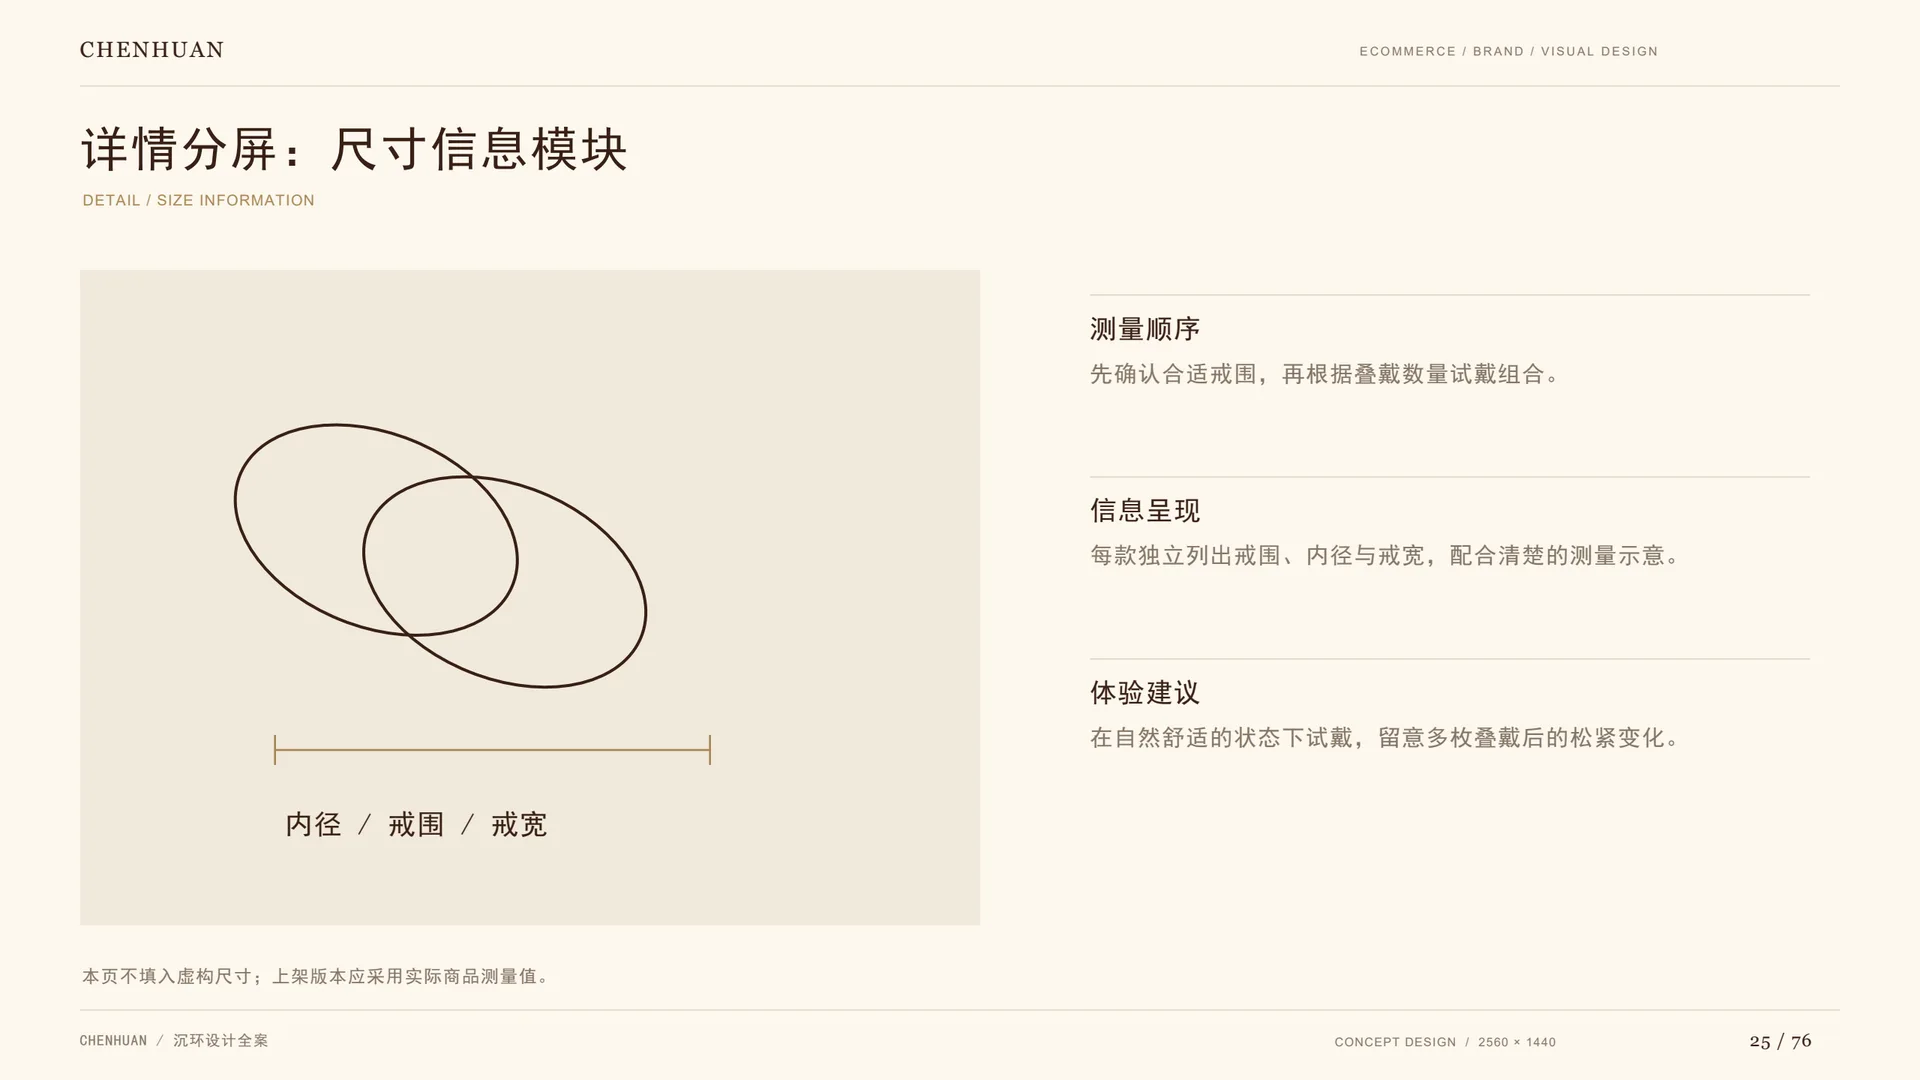 CHENHUAN
ECOMMERCE / BRAND / VISUAL DESIGN
详情分屏：尺寸信息模块
DETAIL / SIZE INFORMATION
测量顺序
先确认合适戒围，再根据叠戴数量试戴组合。
信息呈现
每款独立列出戒围、内径与戒宽，配合清楚的测量示意。
体验建议
在自然舒适的状态下试戴，留意多枚叠戴后的松紧变化。
内径 / 戒围 / 戒宽
本页不填入虚构尺寸；上架版本应采用实际商品测量值。
CHENHUAN / 沉环设计全案
CONCEPT DESIGN / 2560 × 1440
25 / 76